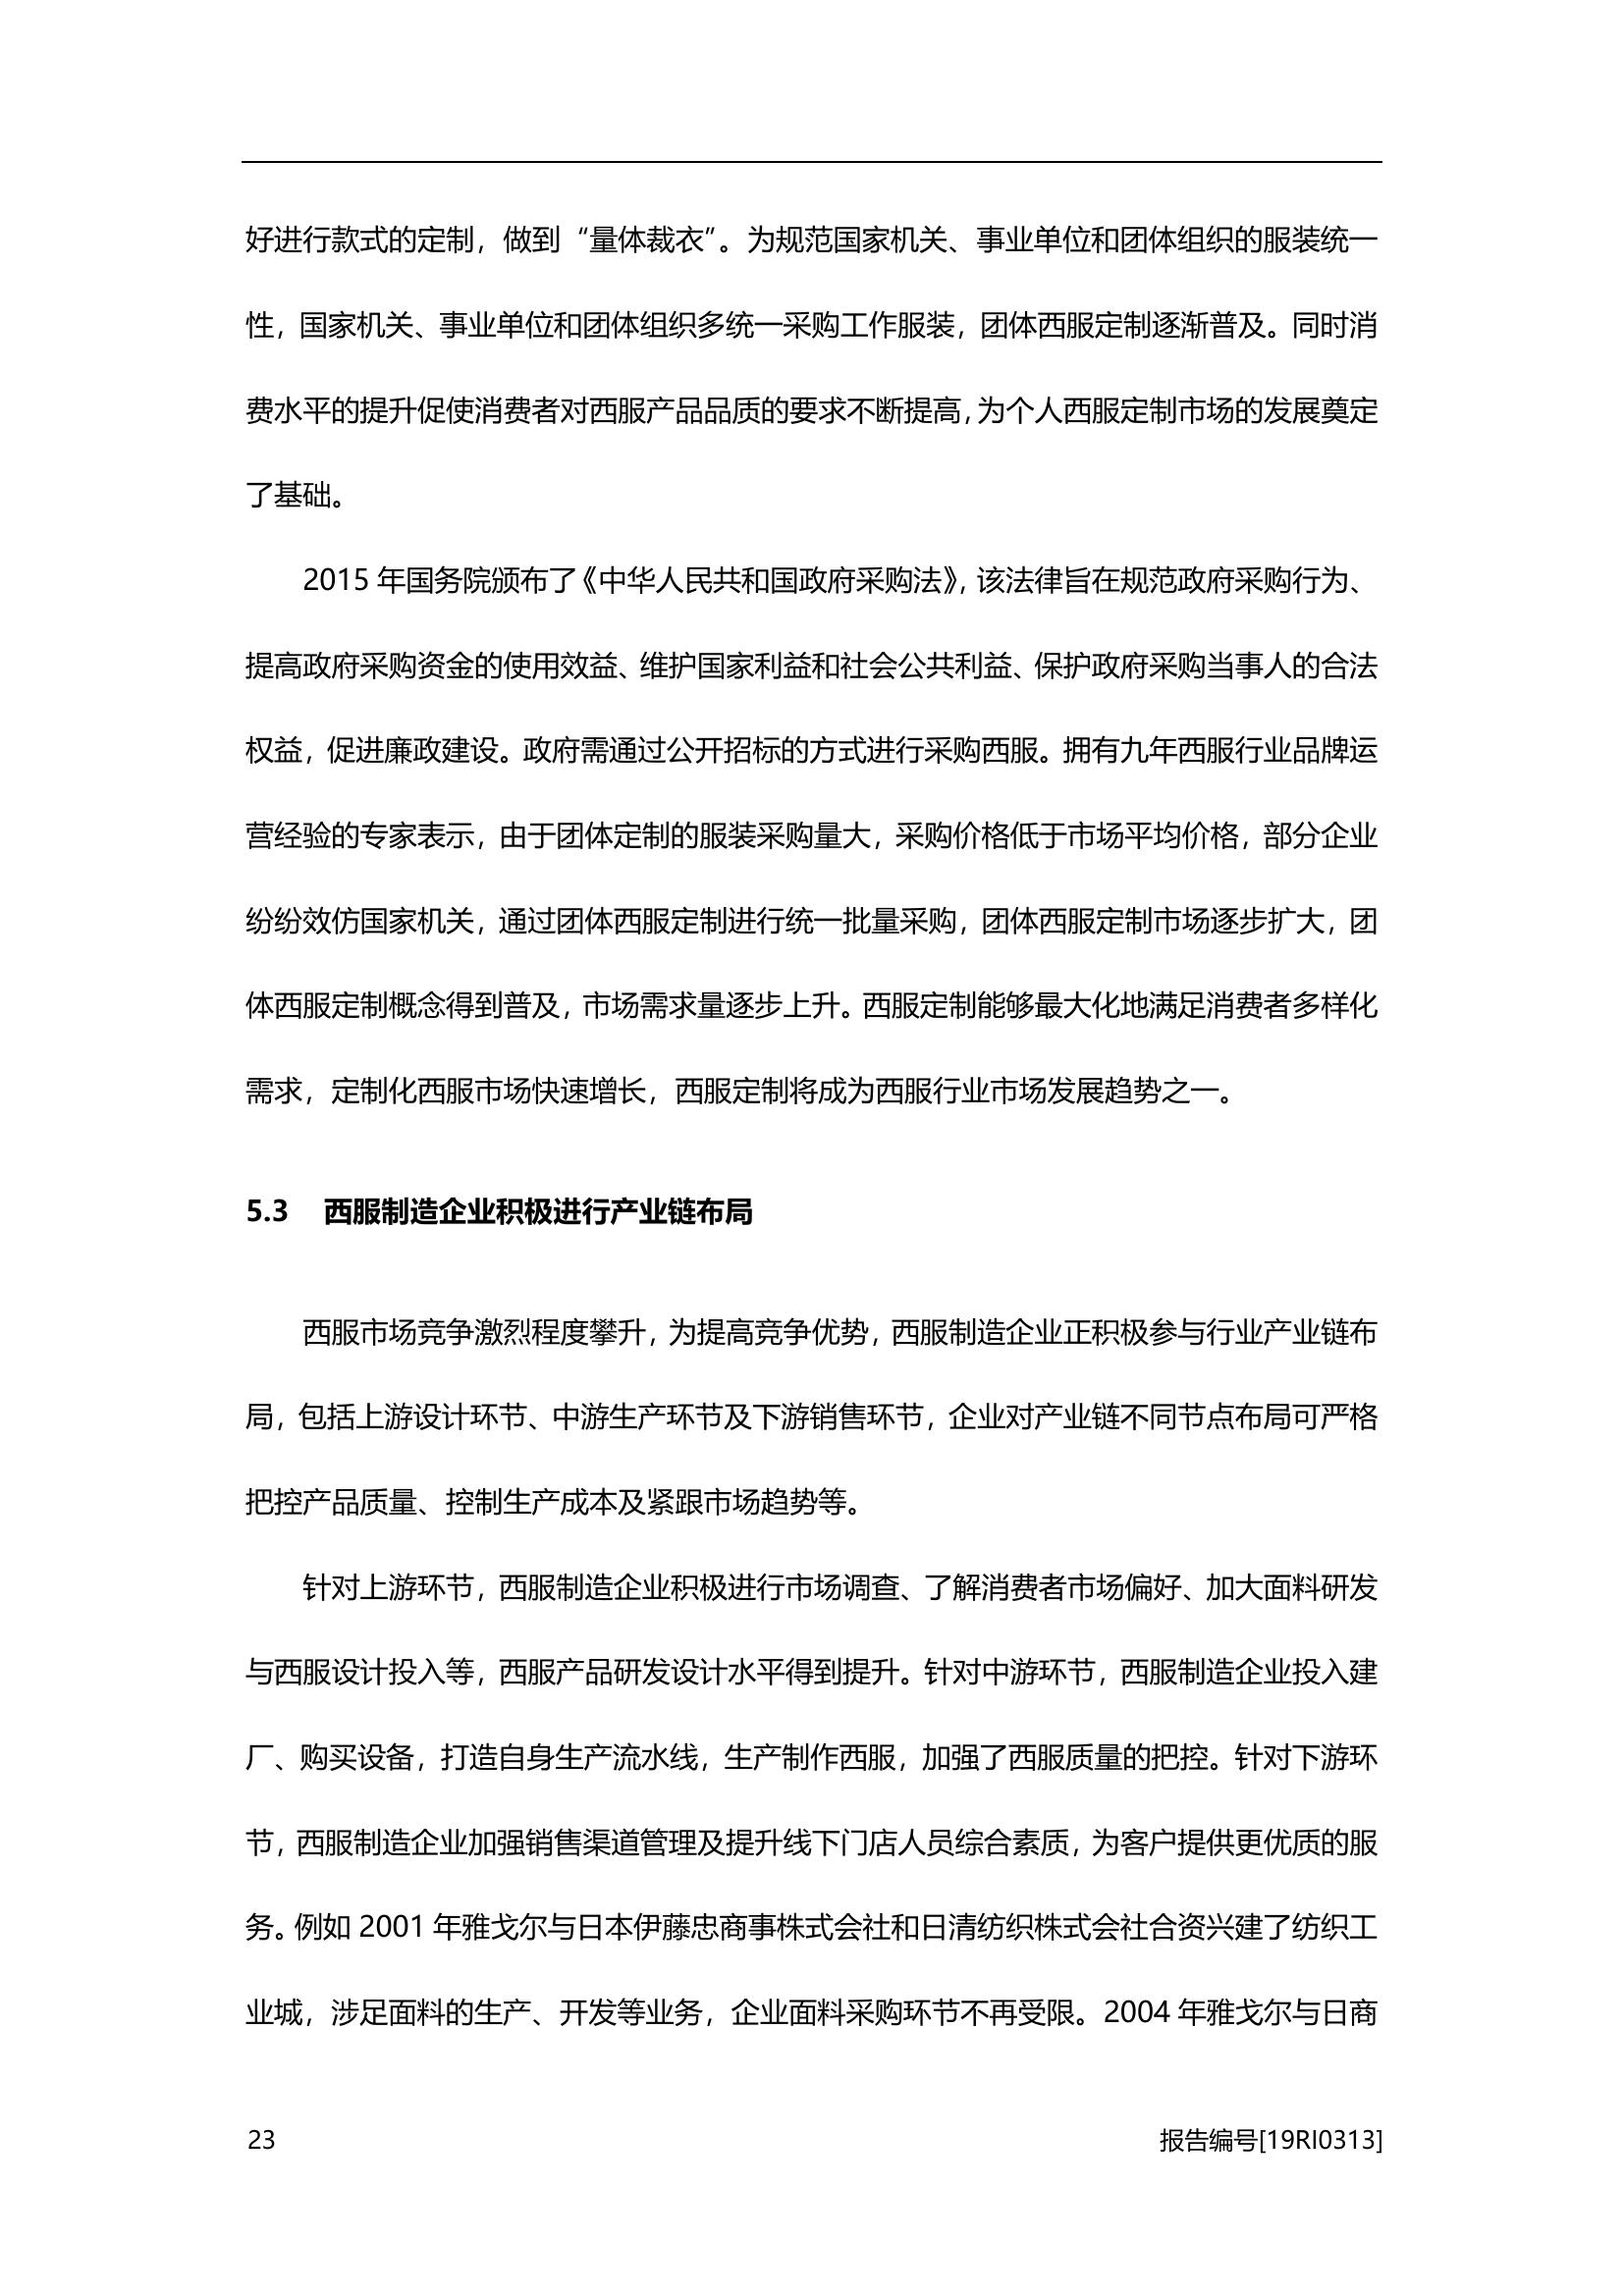 好进行款式的定制，做到“量体裁衣”。为规范国家机关、事业单位和团体组织的服装统一
性，国家机关、事业单位和团体组织多统一采购工作服装，团体西服定制逐渐普及。同时消
费水平的提升促使消费者对西服产品品质的要求不断提高，为个人西服定制市场的发展奠定
了基础。
2015 年国务院颁布了《中华人民共和国政府采购法》，该法律旨在规范政府采购行为、
提高政府采购资金的使用效益、维护国家利益和社会公共利益、保护政府采购当事人的合法
权益，促进廉政建设。政府需通过公开招标的方式进行采购西服。拥有九年西服行业品牌运
营经验的专家表示，由于团体定制的服装采购量大，采购价格低于市场平均价格，部分企业
纷纷效仿国家机关，通过团体西服定制进行统一批量采购，团体西服定制市场逐步扩大，团
体西服定制概念得到普及，市场需求量逐步上升。西服定制能够最大化地满足消费者多样化
需求，定制化西服市场快速增长，西服定制将成为西服行业市场发展趋势之一。
5.3 西服制造企业积极进行产业链布局
西服市场竞争激烈程度攀升，为提高竞争优势，西服制造企业正积极参与行业产业链布
局，包括上游设计环节、中游生产环节及下游销售环节，企业对产业链不同节点布局可严格
把控产品质量、控制生产成本及紧跟市场趋势等。
针对上游环节，西服制造企业积极进行市场调查、了解消费者市场偏好、加大面料研发
与西服设计投入等，西服产品研发设计水平得到提升。针对中游环节，西服制造企业投入建
厂、购买设备，打造自身生产流水线，生产制作西服，加强了西服质量的把控。针对下游环
节，西服制造企业加强销售渠道管理及提升线下门店人员综合素质，为客户提供更优质的服
务。例如 2001 年雅戈尔与日本伊藤忠商事株式会社和日清纺织株式会社合资兴建了纺织工
业城，涉足面料的生产、开发等业务，企业面料采购环节不再受限。2004 年雅戈尔与日商
23 报告编号[19RI0313]